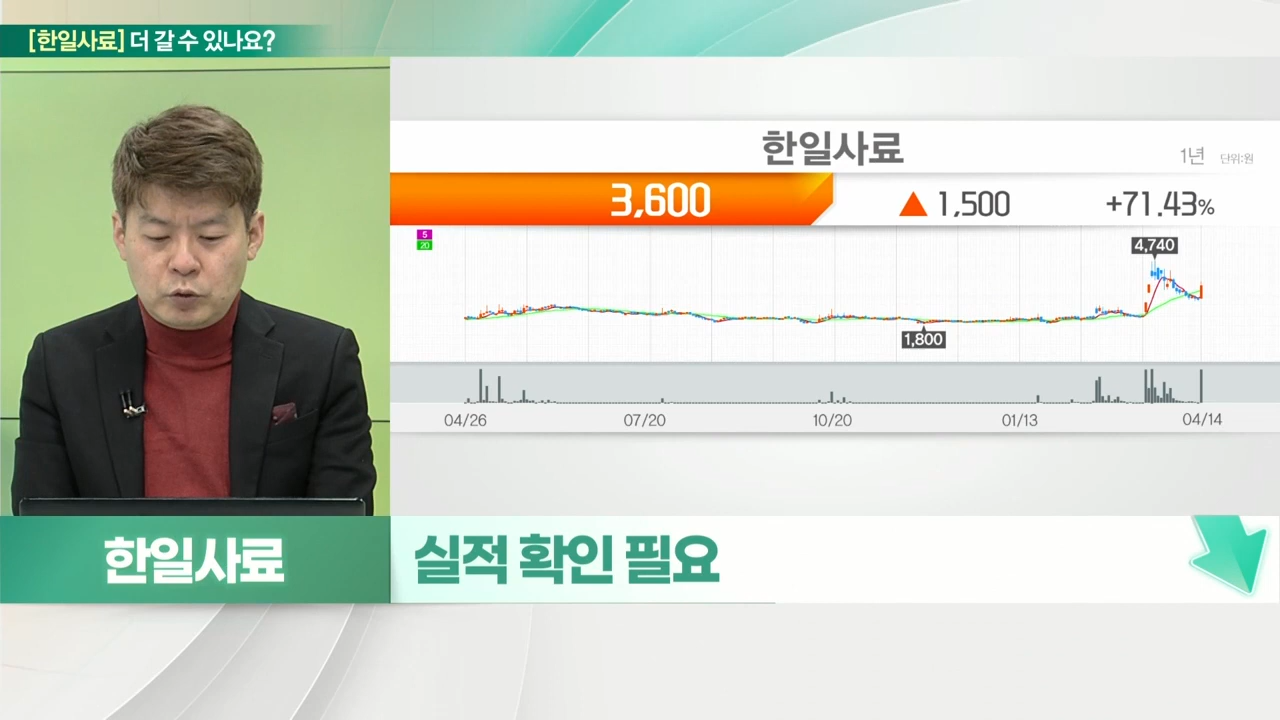 [한일사료] 더 갈 수 있나요?
한일사료
1년 단위:원
3,600 ▲ 1,500 +71.43%
5
20
4,740
1,800
04/26 07/20 10/20 01/13 04/14
한일사료
실적 확인 필요